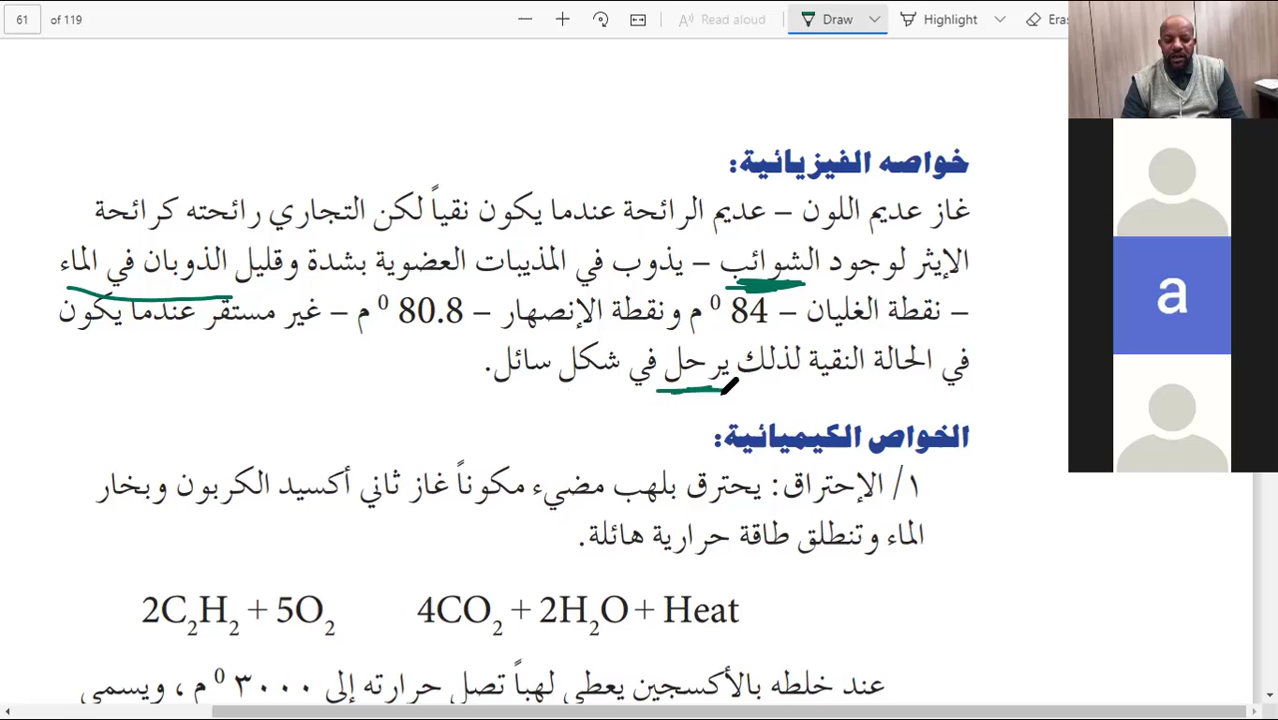 61 of 119
Read aloud
Draw
Highlight
Eras
خواصه الفيزيائية:
غاز عديم اللون – عديم الرائحة عندما يكون نقياً لكن التجاري رائحته كرائحة
الإيثر لوجود الشوائب – يذوب في المذيبات العضوية بشدة وقليل الذوبان في الماء
– نقطة الغليان – 84 ⁰ م ونقطة الإنصهار – 80.8 ⁰ م – غير مستقر عندما يكون
في الحالة النقية لذلك يرحل في شكل سائل.
الخواص الكيميائية:
١/ الإحتراق: يحترق بلهب مضيء مكوناً غاز ثاني أكسيد الكربون وبخار
الماء وتنطلق طاقة حرارية هائلة.
2C₂H₂ + 5O₂ 4CO₂ + 2H₂O + Heat
عند خلطه بالأكسجين يعطي لهباً تصل حرارته إلى ٣٠٠٠ ⁰ م ، ويسمى
a